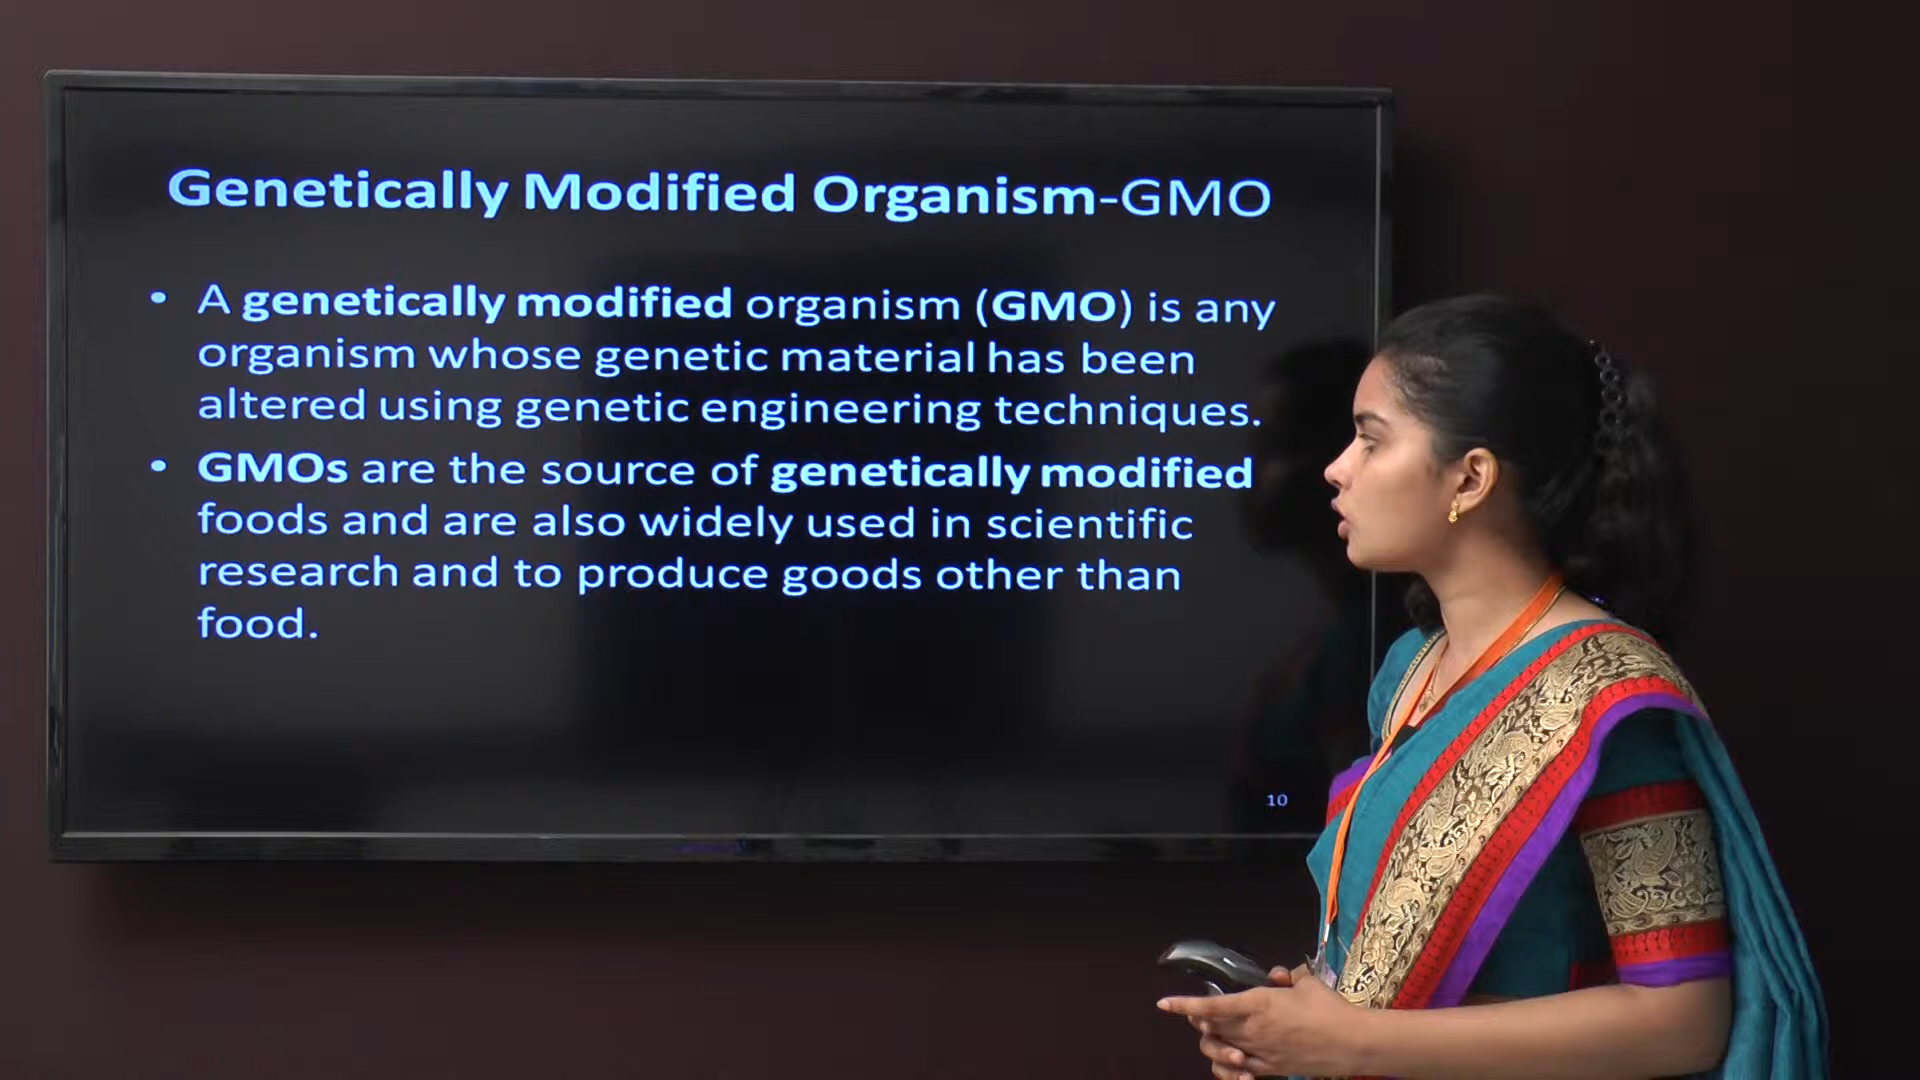 Genetically Modified Organism-GMO
• A genetically modified organism (GMO) is any
organism whose genetic material has been
altered using genetic engineering techniques.
• GMOs are the source of genetically modified
foods and are also widely used in scientific
research and to produce goods other than
food.
10